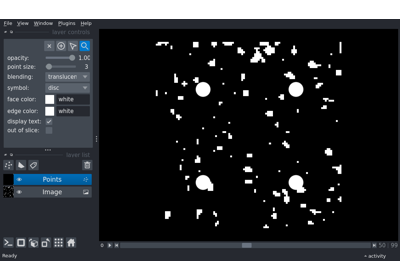 File View Window Plugins Help
layer controls
opacity: 1.00
point size: 3
blending: translucen
symbol: disc
face color: white
edge color: white
display text:
out of slice:
layer list
Points
Image
0 50 99
Ready activity